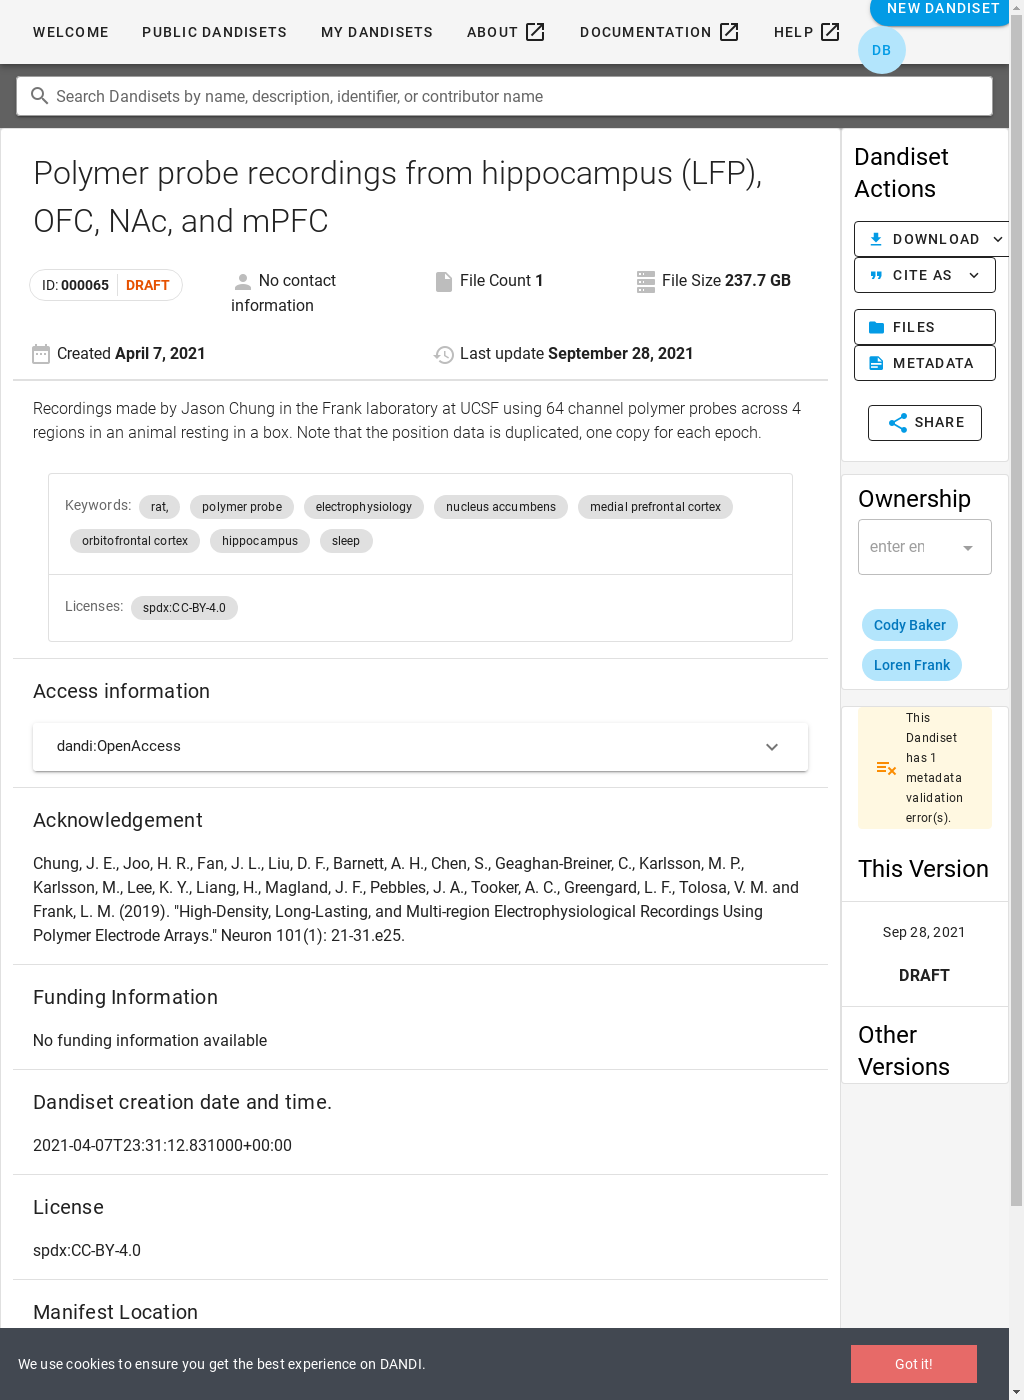 WELCOME PUBLIC DANDISETS MY DANDISETS ABOUT DOCUMENTATION HELP NEW DANDISET
DB
Search Dandisets by name, description, identifier, or contributor name
Polymer probe recordings from hippocampus (LFP),
OFC, NAc, and mPFC
ID: 000065 DRAFT
No contact
information
File Count 1
File Size 237.7 GB
Created April 7, 2021
Last update September 28, 2021
Recordings made by Jason Chung in the Frank laboratory at UCSF using 64 channel polymer probes across 4
regions in an animal resting in a box. Note that the position data is duplicated, one copy for each epoch.
Keywords: rat, polymer probe electrophysiology nucleus accumbens medial prefrontal cortex
orbitofrontal cortex hippocampus sleep
Licenses: spdx:CC-BY-4.0
Access information
dandi:OpenAccess
Acknowledgement
Chung, J. E., Joo, H. R., Fan, J. L., Liu, D. F., Barnett, A. H., Chen, S., Geaghan-Breiner, C., Karlsson, M. P.,
Karlsson, M., Lee, K. Y., Liang, H., Magland, J. F., Pebbles, J. A., Tooker, A. C., Greengard, L. F., Tolosa, V. M. and
Frank, L. M. (2019). "High-Density, Long-Lasting, and Multi-region Electrophysiological Recordings Using
Polymer Electrode Arrays." Neuron 101(1): 21-31.e25.
Funding Information
No funding information available
Dandiset creation date and time.
2021-04-07T23:31:12.831000+00:00
License
spdx:CC-BY-4.0
Manifest Location
Dandiset
Actions
DOWNLOAD
CITE AS
FILES
METADATA
SHARE
Ownership
enter en
Cody Baker
Loren Frank
This
Dandiset
has 1
metadata
validation
error(s).
This Version
Sep 28, 2021
DRAFT
Other
Versions
We use cookies to ensure you get the best experience on DANDI.
Got it!